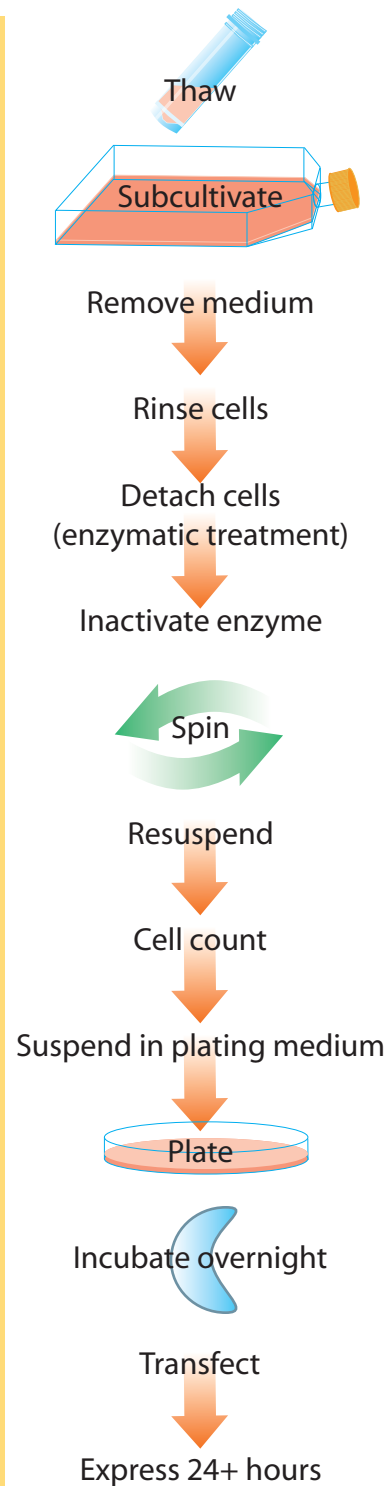 Thaw
Subcultivate
Remove medium
Rinse cells
Detach cells
(enzymatic treatment)
Inactivate enzyme
Spin
Resuspend
Cell count
Suspend in plating medium
Plate
Incubate overnight
Transfect
Express 24+ hours